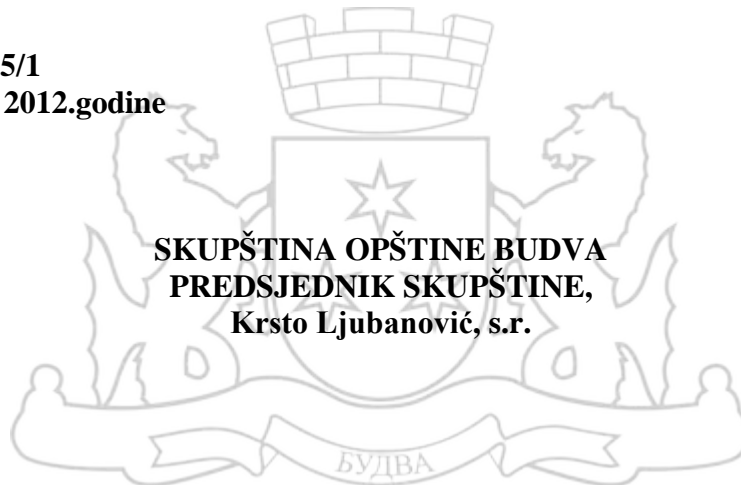 5/1
2012.godine
SKUPŠTINA OPŠTINE BUDVA
PREDSJEDNIK SKUPŠTINE,
Krsto Ljubanović, s.r.
БУДВА